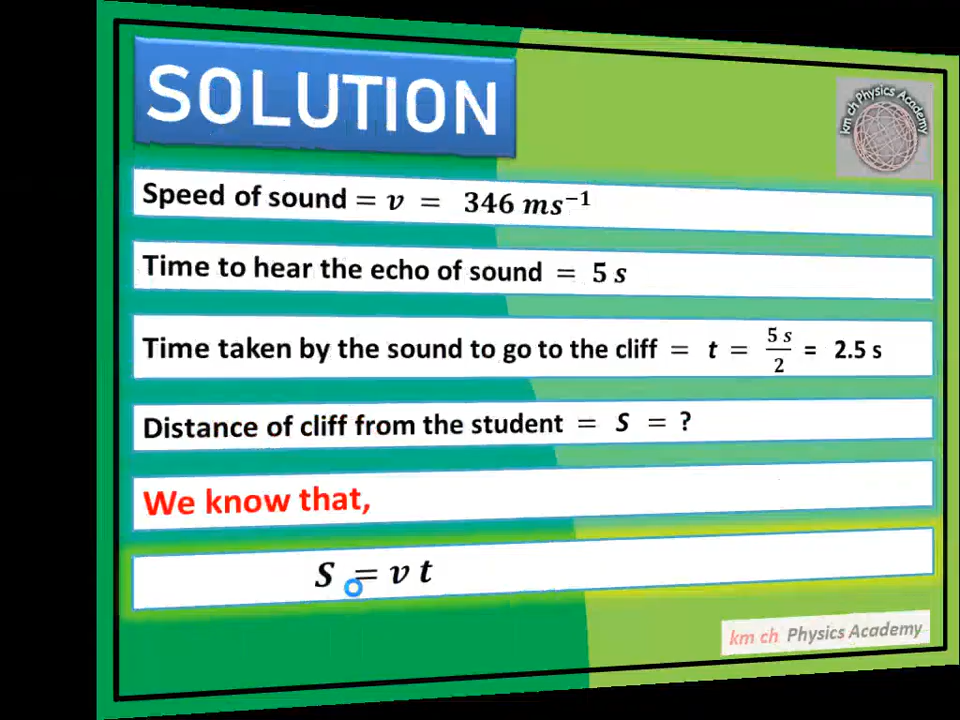 SOLUTION
km ch Physics Academy
Speed of sound = v = 346 ms⁻¹
Time to hear the echo of sound = 5 s
Time taken by the sound to go to the cliff = t = 5 s/2 = 2.5 s
Distance of cliff from the student = S = ?
We know that,
S = v t
km ch Physics Academy